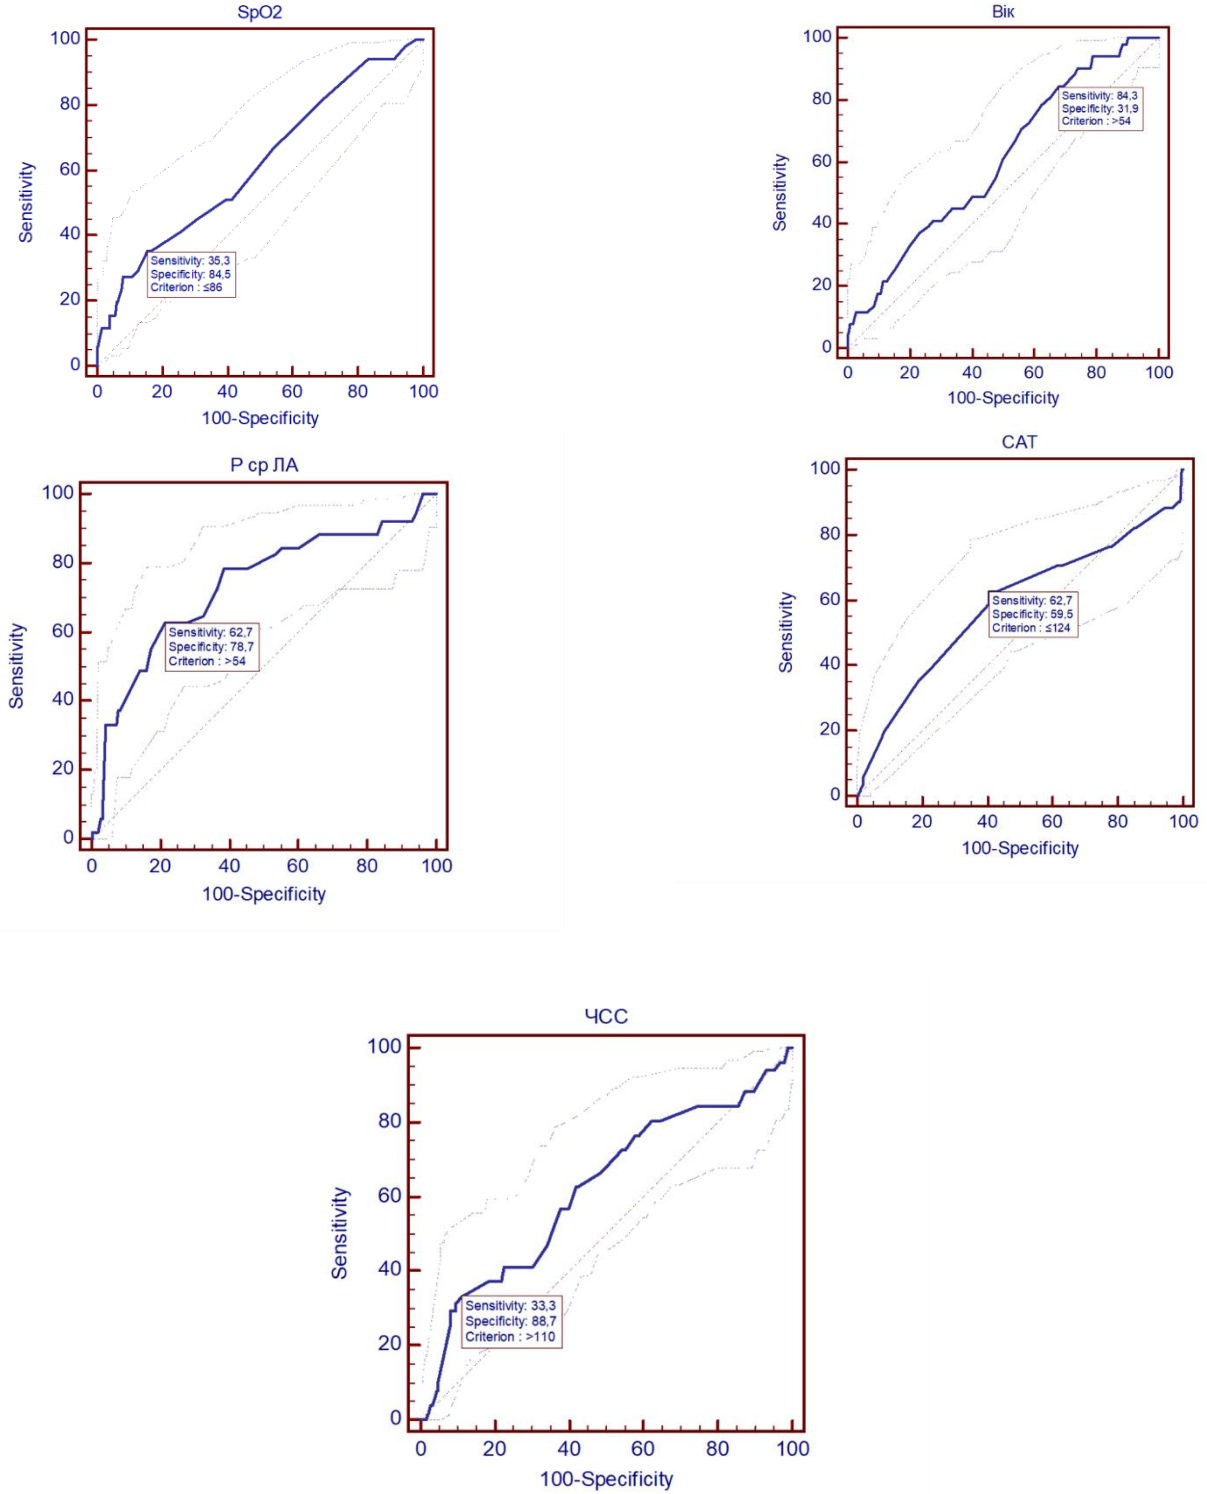 SpO2
100
80
60
40
20
0
Sensitivity
Sensitivity: 35,3
Specificity: 84,5
Criterion : ≤86
0 20 40 60 80 100
100-Specificity
Вік
100
80
60
40
20
0
Sensitivity
Sensitivity: 84,3
Specificity: 31,9
Criterion : >54
0 20 40 60 80 100
100-Specificity
Р ср ЛА
100
80
60
40
20
0
Sensitivity
Sensitivity: 62,7
Specificity: 78,7
Criterion : >54
0 20 40 60 80 100
100-Specificity
САТ
100
80
60
40
20
0
Sensitivity
Sensitivity: 62,7
Specificity: 59,5
Criterion : ≤124
0 20 40 60 80 100
100-Specificity
ЧСС
100
80
60
40
20
0
Sensitivity
Sensitivity: 33,3
Specificity: 88,7
Criterion : >110
0 20 40 60 80 100
100-Specificity